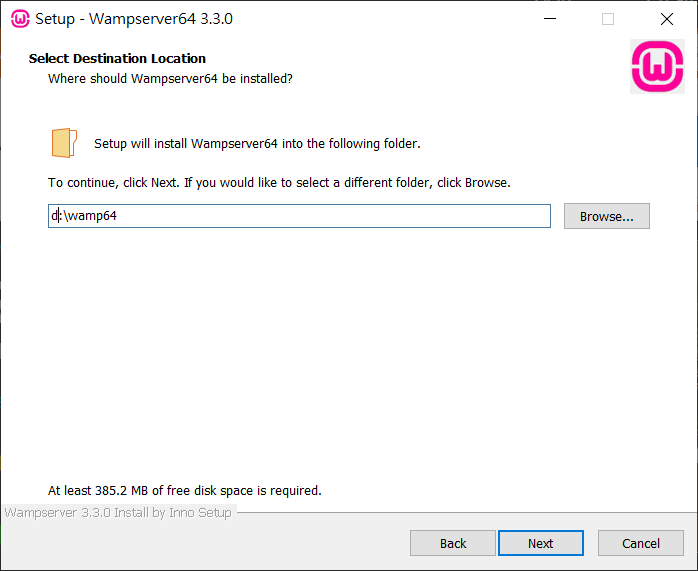 Setup - Wampserver64 3.3.0
Select Destination Location
Where should Wampserver64 be installed?
Setup will install Wampserver64 into the following folder.
To continue, click Next. If you would like to select a different folder, click Browse.
d:\wamp64
Browse...
At least 385.2 MB of free disk space is required.
Wampserver 3.3.0 Install by Inno Setup
Back
Next
Cancel